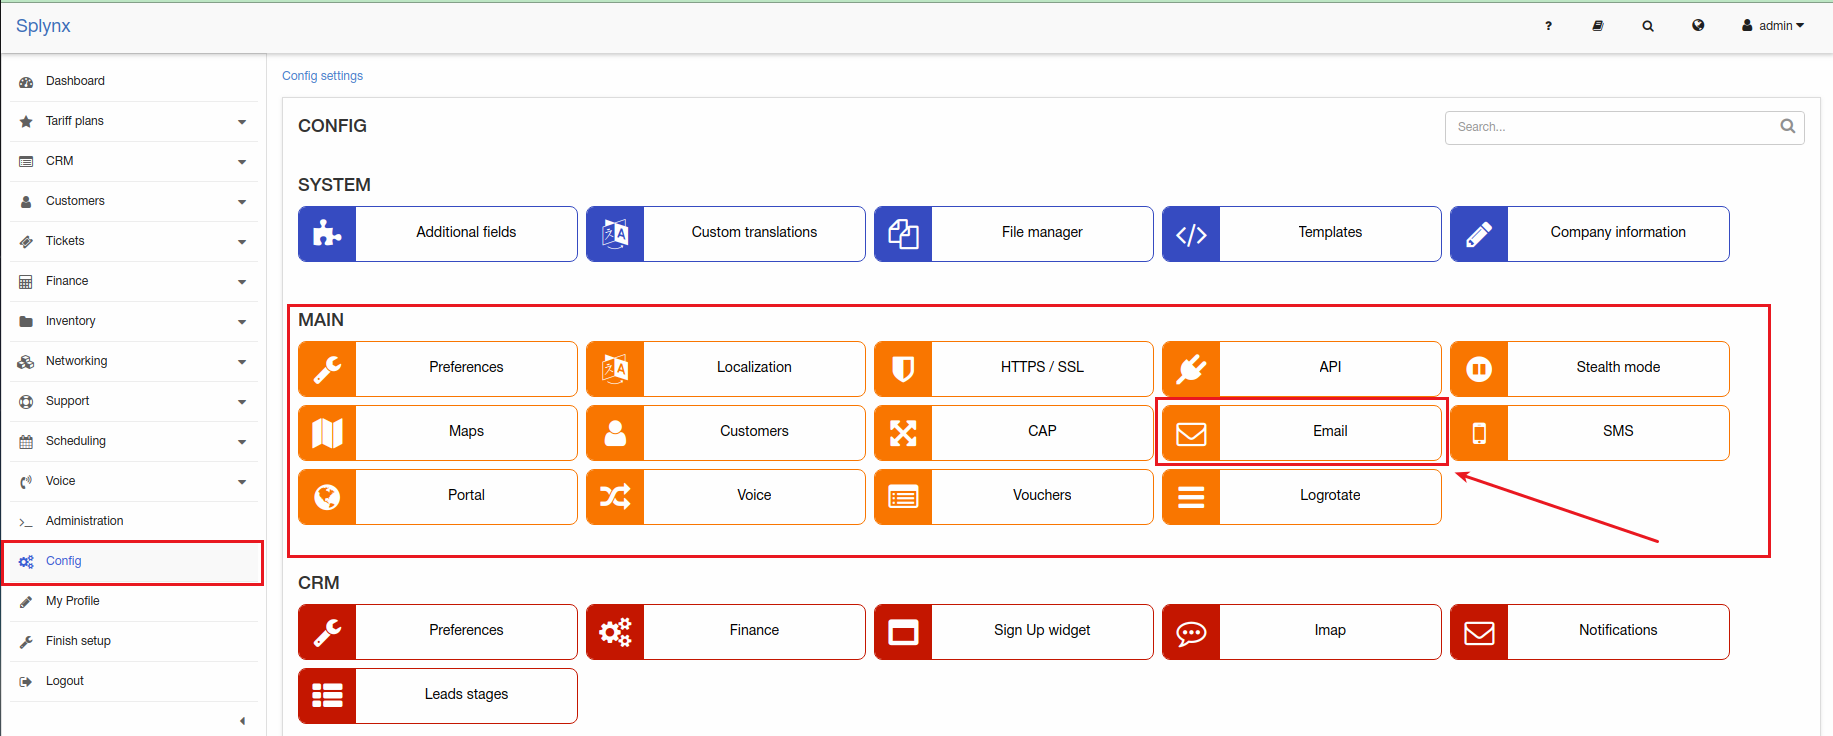 Splynx
?
admin
Dashboard
Tariff plans
CRM
Customers
Tickets
Finance
Inventory
Networking
Support
Scheduling
Voice
Administration
Config
My Profile
Finish setup
Logout
Config settings
CONFIG
Search...
SYSTEM
Additional fields
Custom translations
File manager
Templates
Company information
MAIN
Preferences
Localization
HTTPS / SSL
API
Stealth mode
Maps
Customers
CAP
Email
SMS
Portal
Voice
Vouchers
Logrotate
CRM
Preferences
Finance
Sign Up widget
Imap
Notifications
Leads stages